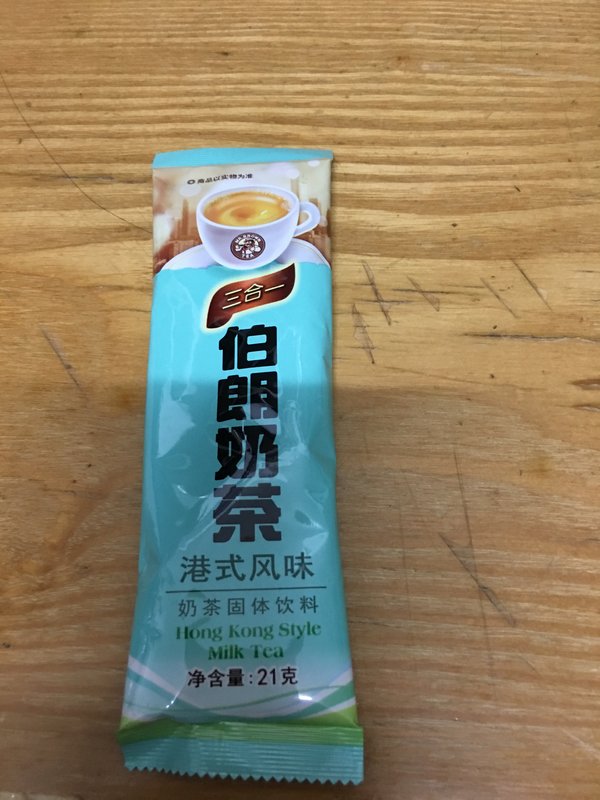 商品以实物为准
三合一
伯朗奶茶
港式风味
奶茶固体饮料
Hong Kong Style
Milk Tea
净含量:21克